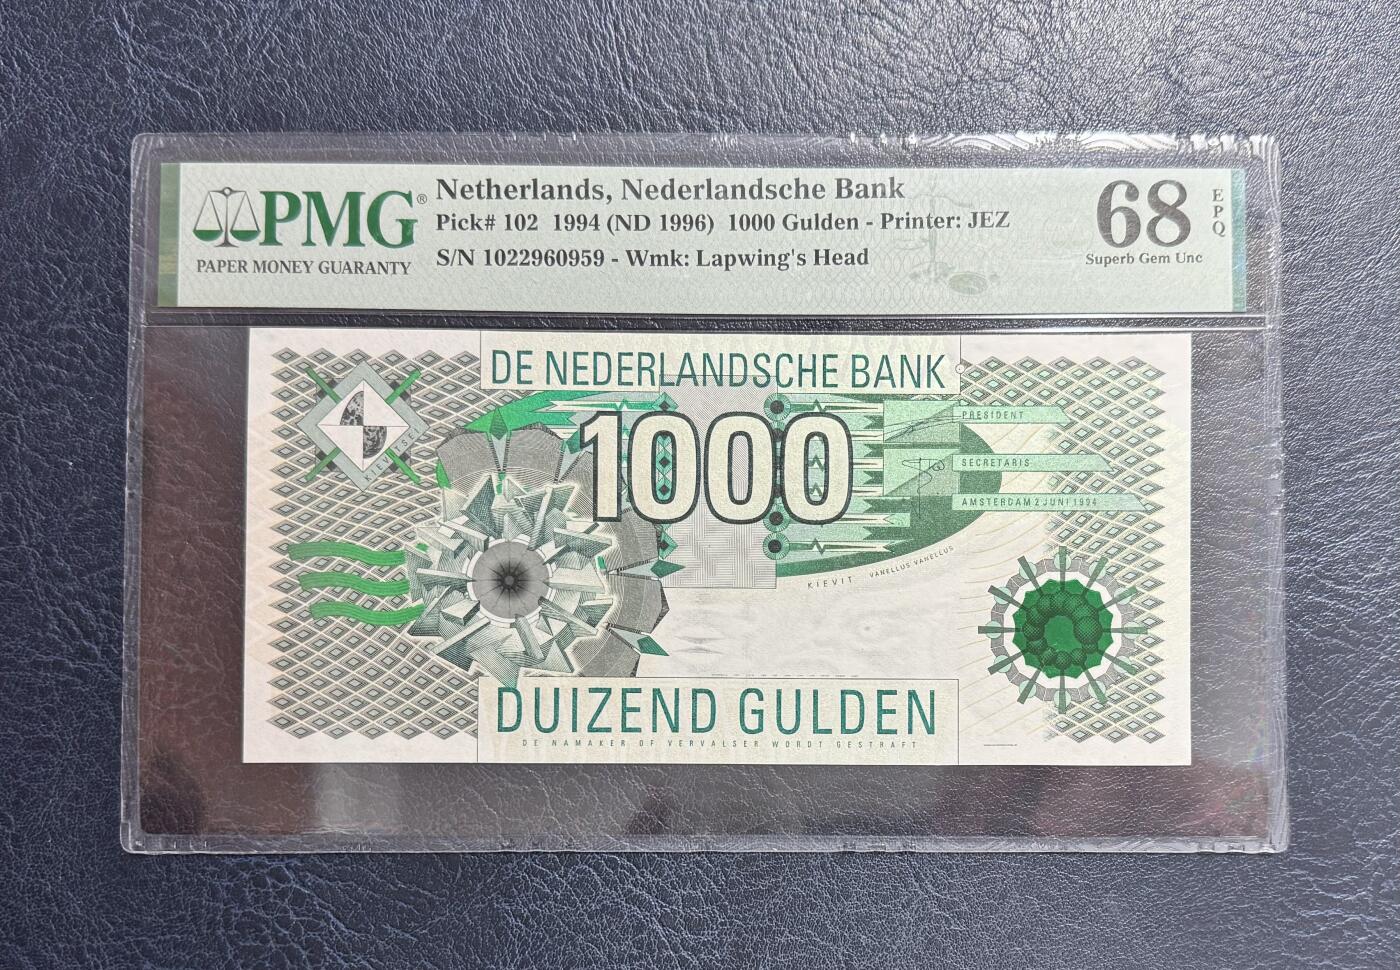 PMG®
PAPER MONEY GUARANTY
Netherlands, Nederlandsche Bank
Pick# 102 1994 (ND 1996) 1000 Gulden - Printer: JEZ
S/N 1022960959 - Wmk: Lapwing's Head
68
EPQ
Superb Gem Unc
DE NEDERLANDSCHE BANK
1000
PRESIDENT
SECRETARIS
AMSTERDAM 2 JUNI 1994
KIEVIT VANELLUS VANELLUS
DUIZEND GULDEN
DE NAMAKER OF VERVALSER WORDT GESTRAFT